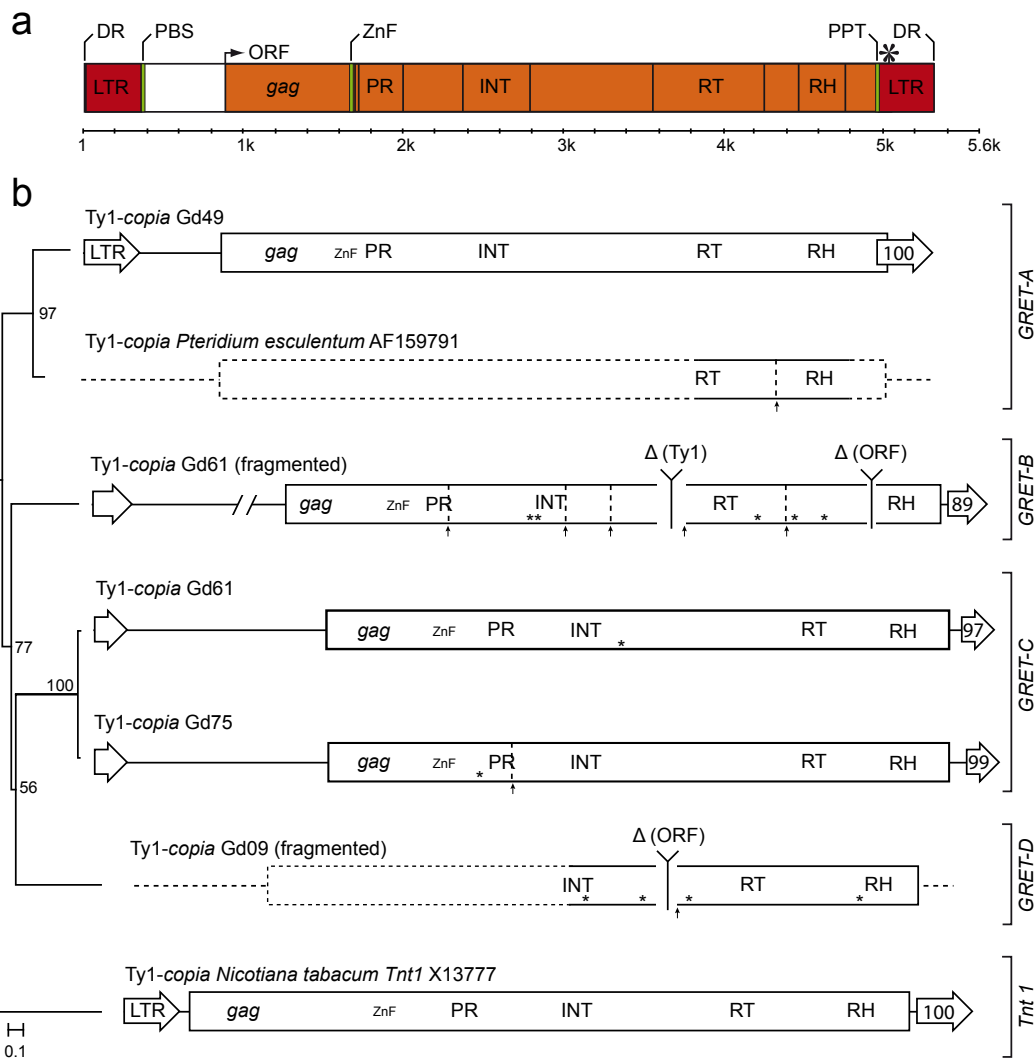 a
DR PBS ZnF PPT DR
ORF *
LTR gag PR INT RT RH LTR
1 1k 2k 3k 4k 5k 5.6k
b
Ty1-copia Gd49
LTR gag ZnF PR INT RT RH 100
GRET-A
97
Ty1-copia Pteridium esculentum AF159791
RT RH
Ty1-copia Gd61 (fragmented) Δ (Ty1) Δ (ORF)
gag ZnF PR INT RT RH 89
** * * *
GRET-B
Ty1-copia Gd61
gag ZnF PR INT RT RH 97
*
77
100
GRET-C
Ty1-copia Gd75
gag ZnF PR INT RT RH 99
*
56
Ty1-copia Gd09 (fragmented) Δ (ORF)
INT RT RH
* * * *
GRET-D
Ty1-copia Nicotiana tabacum Tnt1 X13777
LTR gag ZnF PR INT RT RH 100
Tnt 1
0.1